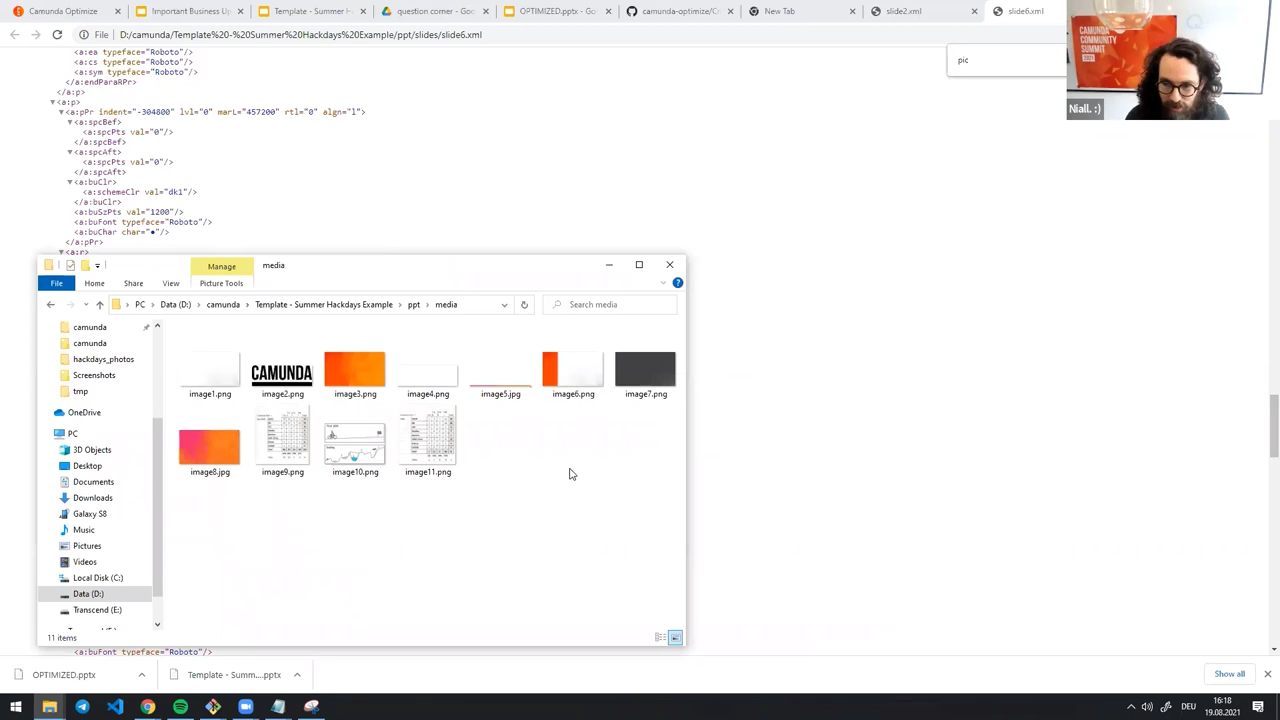 Camunda Optimize
Important Business Up
Template - Summer H
question corner - Goo
OPTIMIZED.pptx - Goo
camunda-optimize/Or
New Tab
slide2.xml
slide6.xml
File | D:/camunda/Template%20-%20Summer%20Hackdays%20Example/ppt/slides/slide6.xml
pic
CAMUNDA
COMMUNITY
SUMMIT
2021
Niall. :)
<a:ea typeface="Roboto"/>
<a:cs typeface="Roboto"/>
<a:sym typeface="Roboto"/>
</a:endParaRPr>
</a:p>
▼<a:p>
▼<a:pPr indent="-304800" lvl="0" marL="457200" rtl="0" algn="l">
▼<a:spcBef>
<a:spcPts val="0"/>
</a:spcBef>
▼<a:spcAft>
<a:spcPts val="0"/>
</a:spcAft>
▼<a:buClr>
<a:schemeClr val="dk1"/>
</a:buClr>
<a:buSzPts val="1200"/>
<a:buFont typeface="Roboto"/>
<a:buChar char="●"/>
</a:pPr>
▼<a:r>
Manage
media
File
Home
Share
View
Picture Tools
PC > Data (D:) > camunda > Template - Summer Hackdays Example > ppt > media
Search media
camunda
camunda
hackdays_photos
Screenshots
tmp
OneDrive
PC
3D Objects
Desktop
Documents
Downloads
Galaxy S8
Music
Pictures
Videos
Local Disk (C:)
Data (D:)
Transcend (E:)
CAMUNDA
image1.png
image2.png
image3.png
image4.png
image5.jpg
image6.png
image7.png
image8.jpg
image9.png
image10.png
image11.png
11 items
<a:buFont typeface="Roboto"/>
OPTIMIZED.pptx
Template - Summ....pptx
Show all
DEU
16:18
19.08.2021